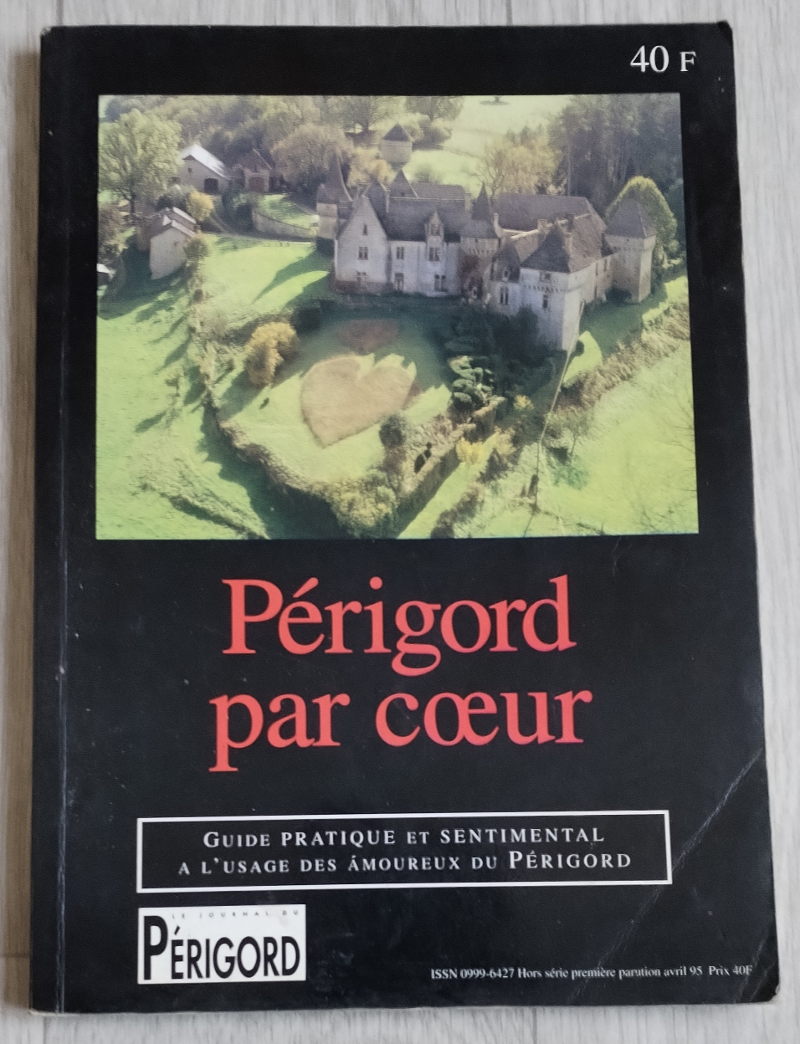 40 F
Périgord
par cœur
GUIDE PRATIQUE ET SENTIMENTAL
A L'USAGE DES ÁMOUREUX DU PÉRIGORD
LE JOURNAL DU
PÉRIGORD
ISSN 0999-6427 Hors série première parution avril 95 Prix 40F